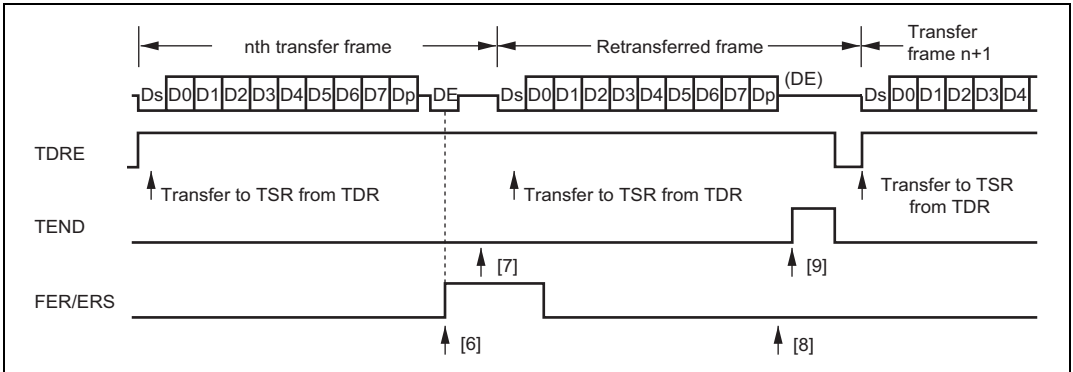 nth transfer frame
Retransferred frame
Transfer
frame n+1
Ds D0 D1 D2 D3 D4 D5 D6 D7 Dp DE Ds D0 D1 D2 D3 D4 D5 D6 D7 Dp (DE) Ds D0 D1 D2 D3 D4
TDRE
Transfer to TSR from TDR
Transfer to TSR from TDR
Transfer to TSR
from TDR
TEND
[7]
[9]
FER/ERS
[6]
[8]